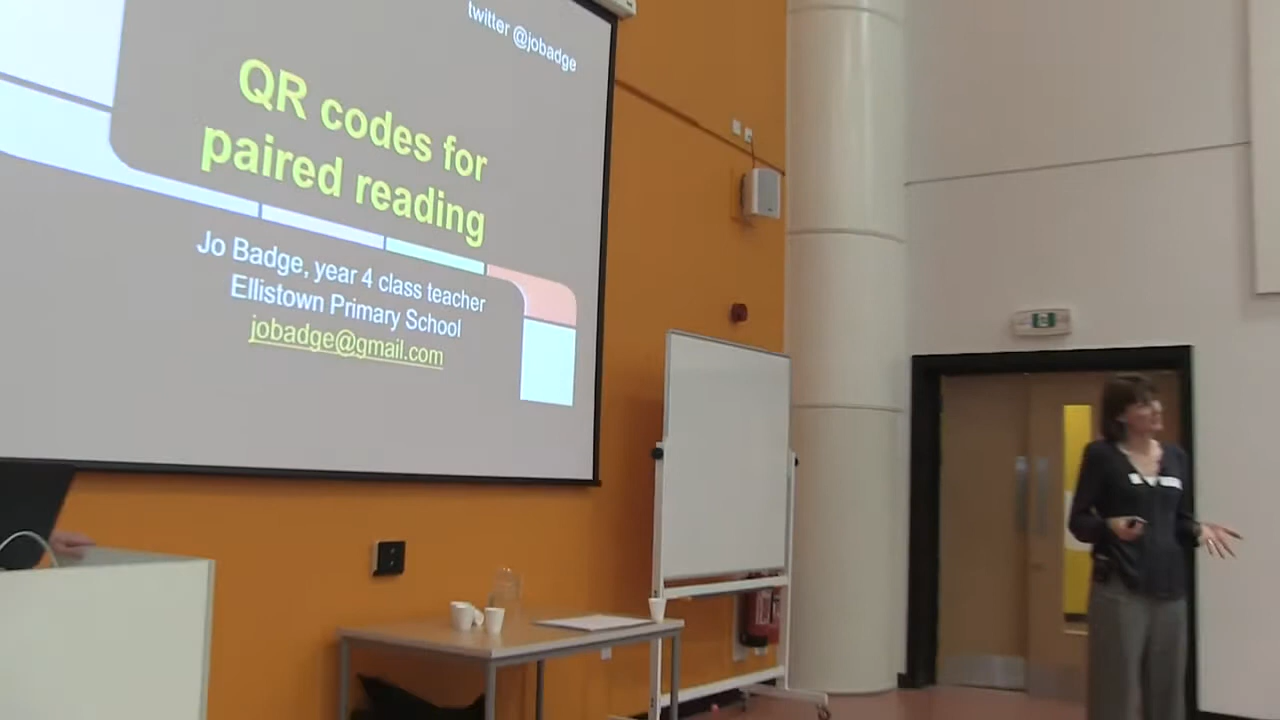 twitter @jobadge
QR codes for
paired reading
Jo Badge, year 4 class teacher
Ellistown Primary School
jobadge@gmail.com